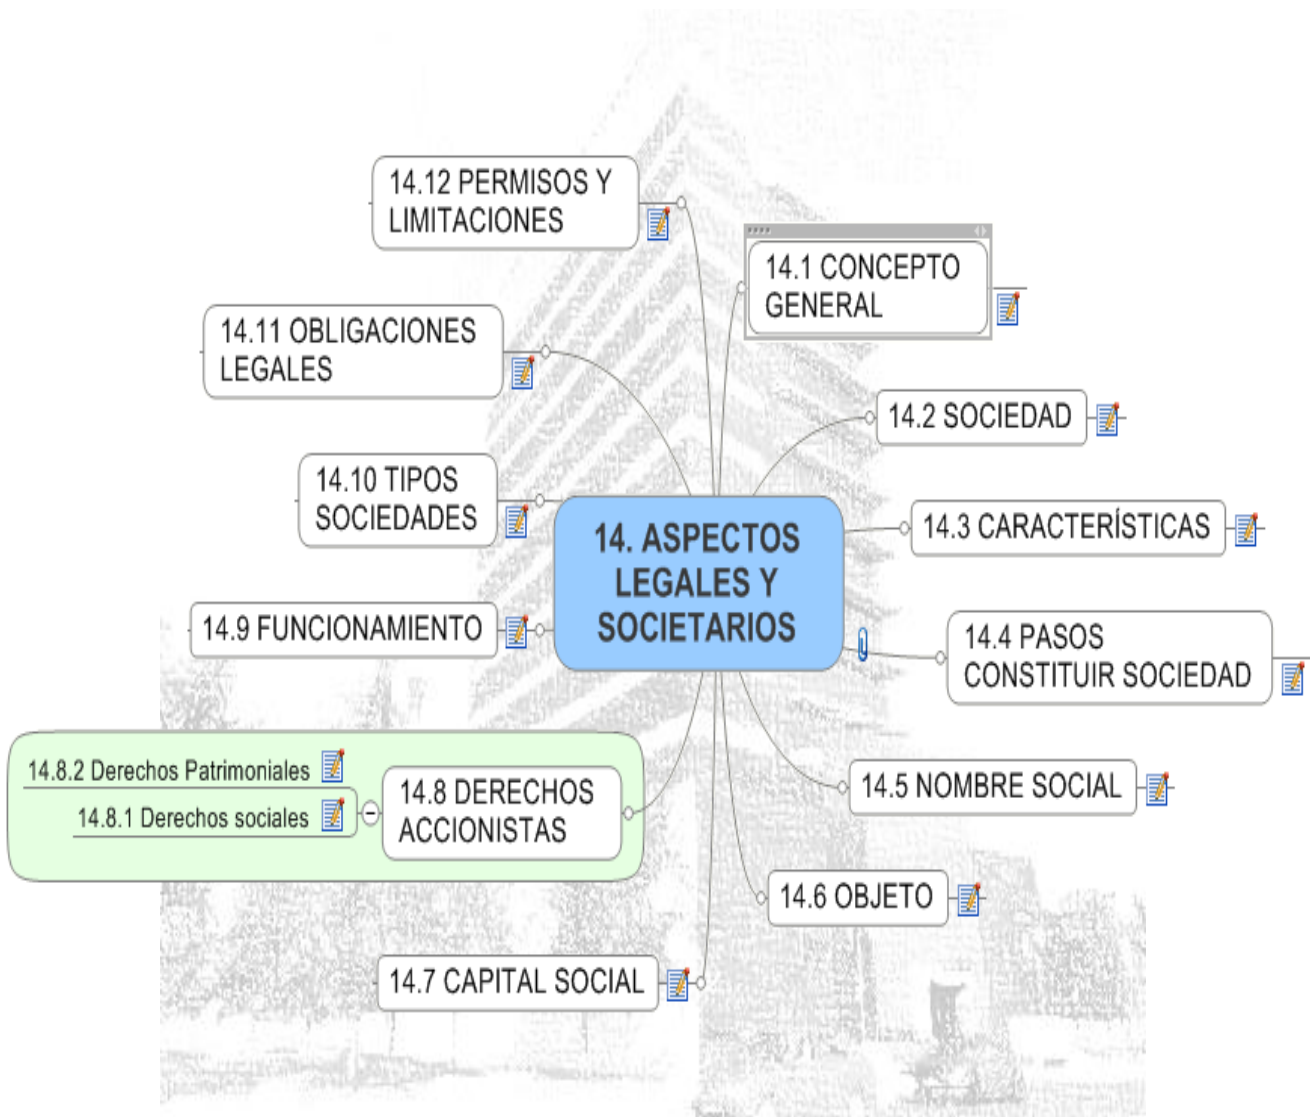 14. ASPECTOS
LEGALES Y
SOCIETARIOS
14.1 CONCEPTO
GENERAL
14.2 SOCIEDAD
14.3 CARACTERÍSTICAS
14.4 PASOS
CONSTITUIR SOCIEDAD
14.5 NOMBRE SOCIAL
14.6 OBJETO
14.7 CAPITAL SOCIAL
14.8 DERECHOS
ACCIONISTAS
14.8.2 Derechos Patrimoniales
14.8.1 Derechos sociales
14.9 FUNCIONAMIENTO
14.10 TIPOS
SOCIEDADES
14.11 OBLIGACIONES
LEGALES
14.12 PERMISOS Y
LIMITACIONES